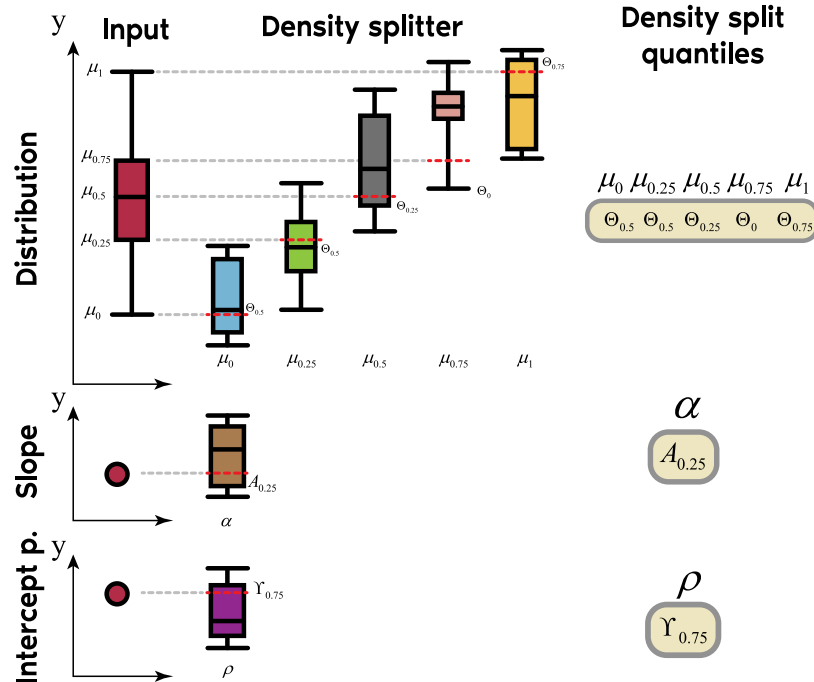 Input
Density splitter
Density split
quantiles
y
Distribution
μ₁
μ₀.₇₅
μ₀.₅
μ₀.₂₅
μ₀
Θ₀.₅
Θ₀.₅
Θ₀.₂₅
Θ₀
Θ₀.₇₅
μ₀ μ₀.₂₅ μ₀.₅ μ₀.₇₅ μ₁
μ₀ μ₀.₂₅ μ₀.₅ μ₀.₇₅ μ₁
Θ₀.₅ Θ₀.₅ Θ₀.₂₅ Θ₀ Θ₀.₇₅
y
Slope
A₀.₂₅
α
α
A₀.₂₅
y
Intercept p.
ϒ₀.₇₅
ρ
ρ
ϒ₀.₇₅